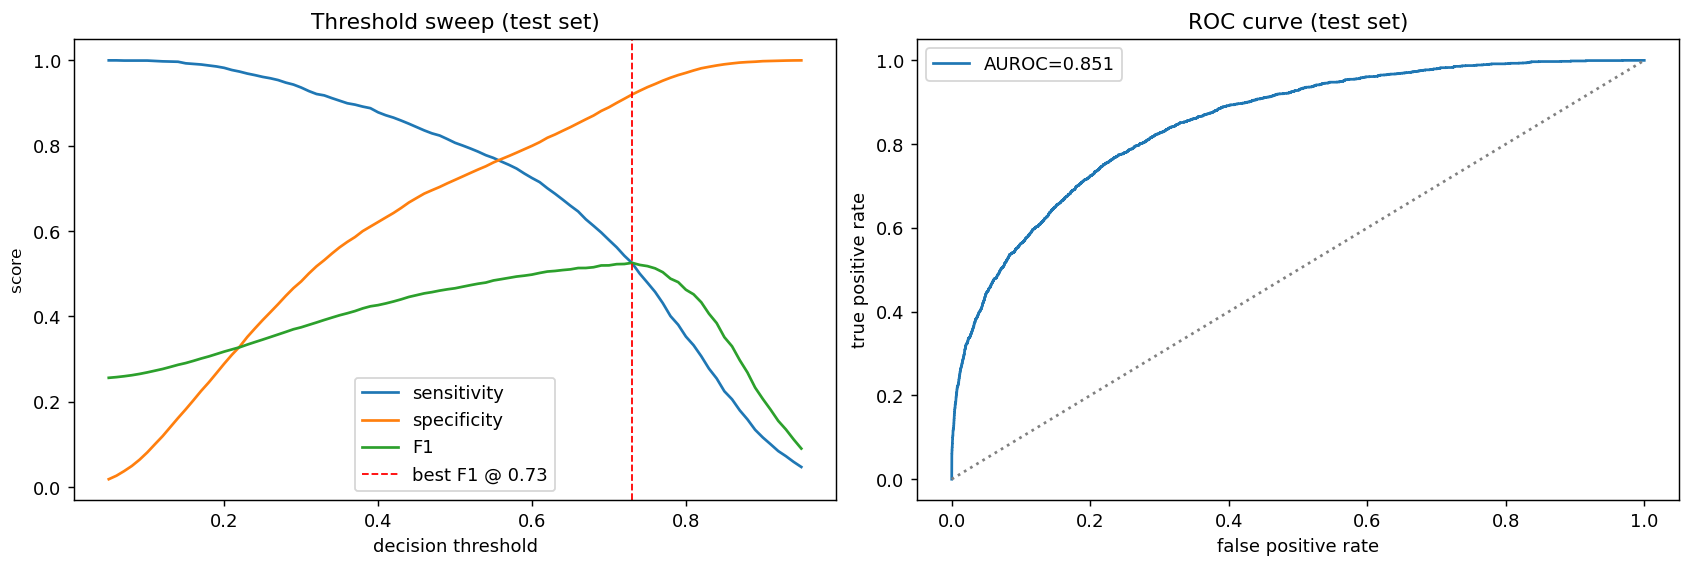 Threshold sweep (test set)
score
1.0
0.8
0.6
0.4
0.2
0.0
sensitivity
specificity
F1
best F1 @ 0.73
0.2 0.4 0.6 0.8
decision threshold
ROC curve (test set)
true positive rate
1.0
0.8
0.6
0.4
0.2
0.0
AUROC=0.851
0.0 0.2 0.4 0.6 0.8 1.0
false positive rate